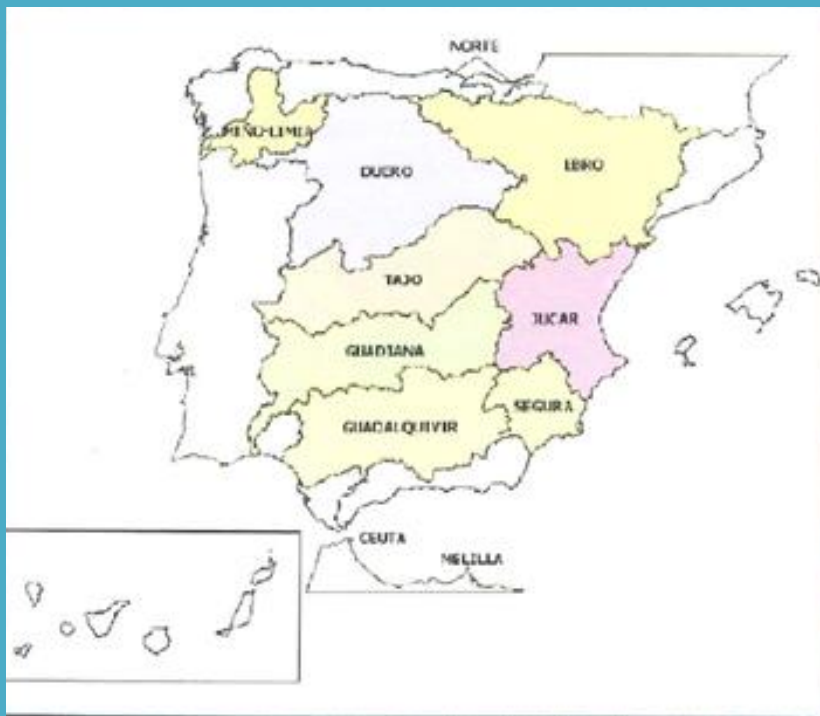 NORTE
MIÑO-LIMIA
DUERO
EBRO
TAJO
JUCAR
GUADIANA
SEGURA
GUADALQUIVIR
CEUTA
MELILLA